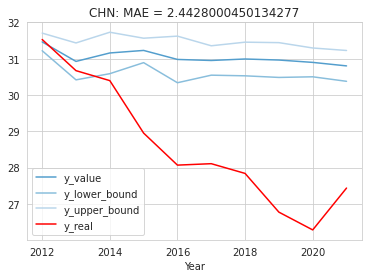 CHN: MAE = 2.4428000450134277
32
31
30
29
28
27
y_value
y_lower_bound
y_upper_bound
y_real
2012
2014
2016
2018
2020
Year